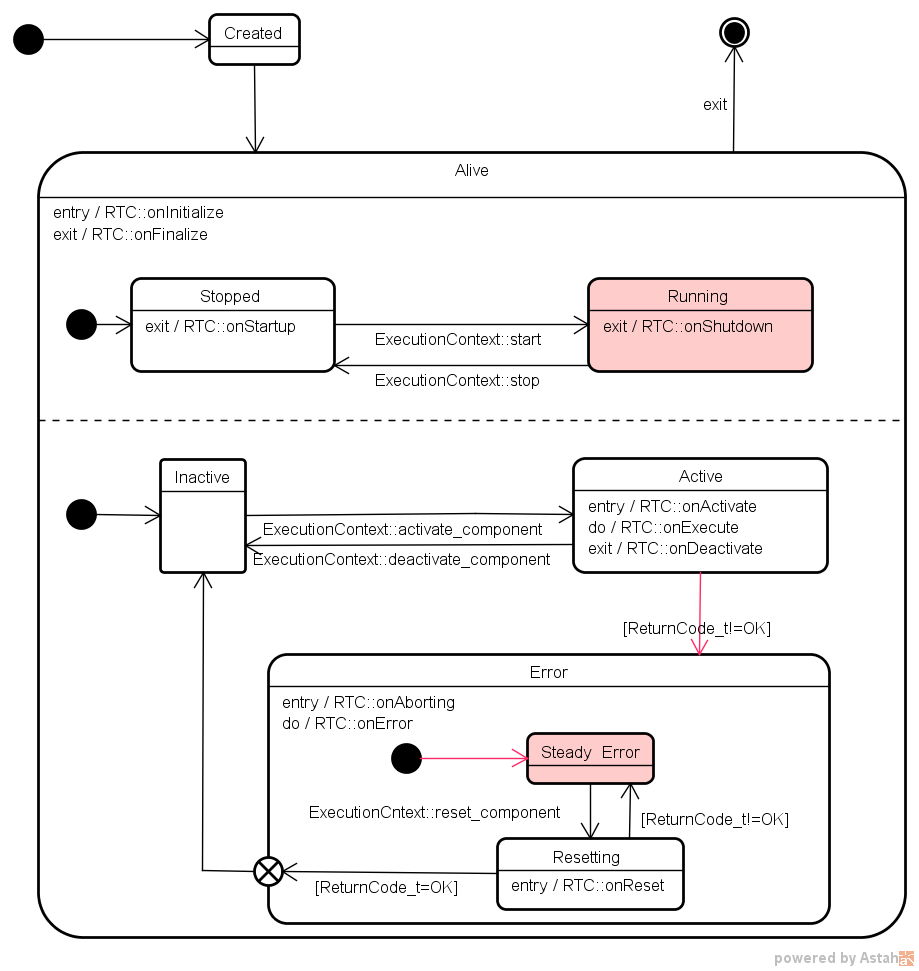 Created
exit
Alive
entry / RTC::onInitialize
exit / RTC::onFinalize
Stopped
exit / RTC::onStartup
Running
exit / RTC::onShutdown
ExecutionContext::start
ExecutionContext::stop
Inactive
Active
entry / RTC::onActivate
do / RTC::onExecute
exit / RTC::onDeactivate
ExecutionContext::activate_component
ExecutionContext::deactivate_component
[ReturnCode_t!=OK]
Error
entry / RTC::onAborting
do / RTC::onError
Steady Error
ExecutionCntext::reset_component
[ReturnCode_t!=OK]
Resetting
entry / RTC::onReset
[ReturnCode_t=OK]
powered by Astah